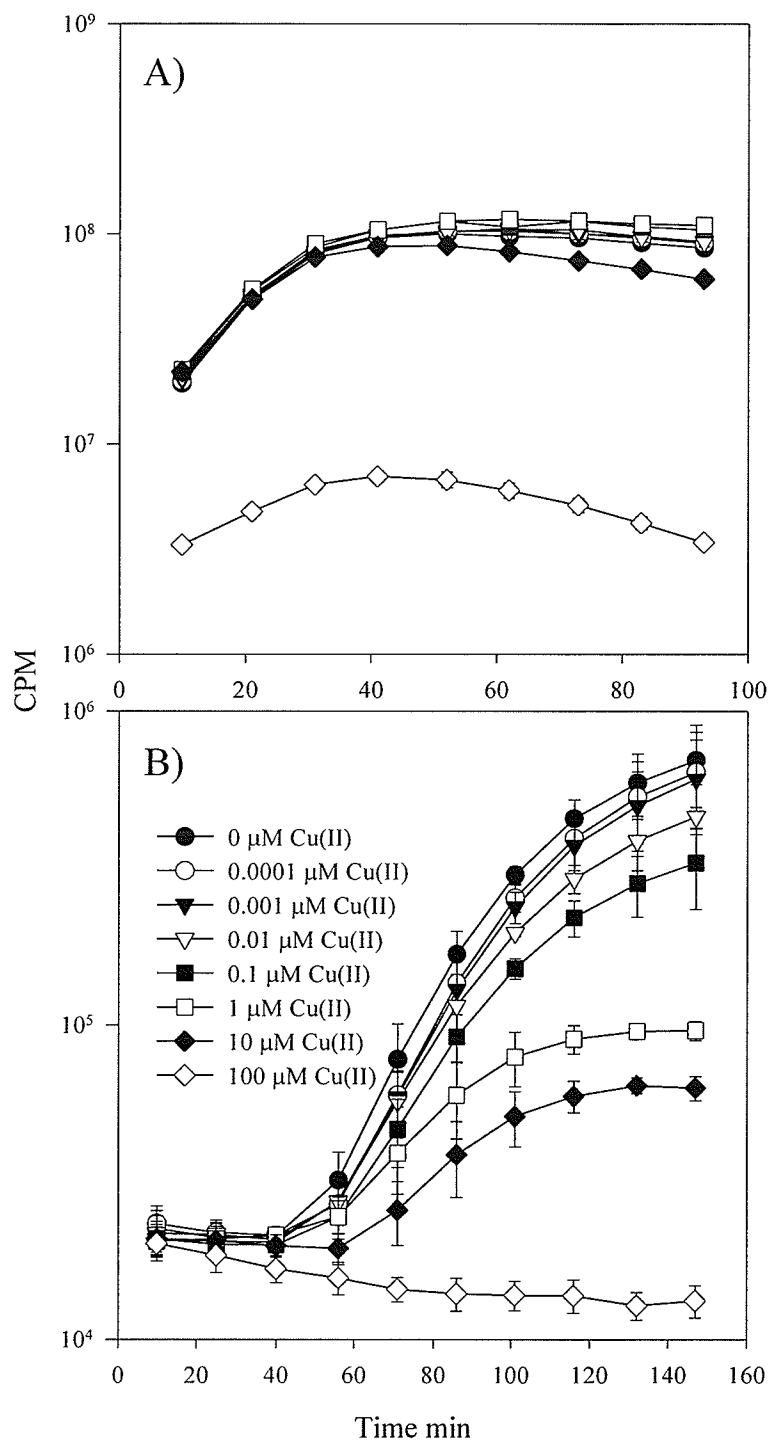 10⁹
A)
10⁸
10⁷
10⁶
0 20 40 60 80 100
CPM
10⁶
B)
0 µM Cu(II)
0.0001 µM Cu(II)
0.001 µM Cu(II)
0.01 µM Cu(II)
0.1 µM Cu(II)
1 µM Cu(II)
10 µM Cu(II)
100 µM Cu(II)
10⁵
10⁴
0 20 40 60 80 100 120 140 160
Time min